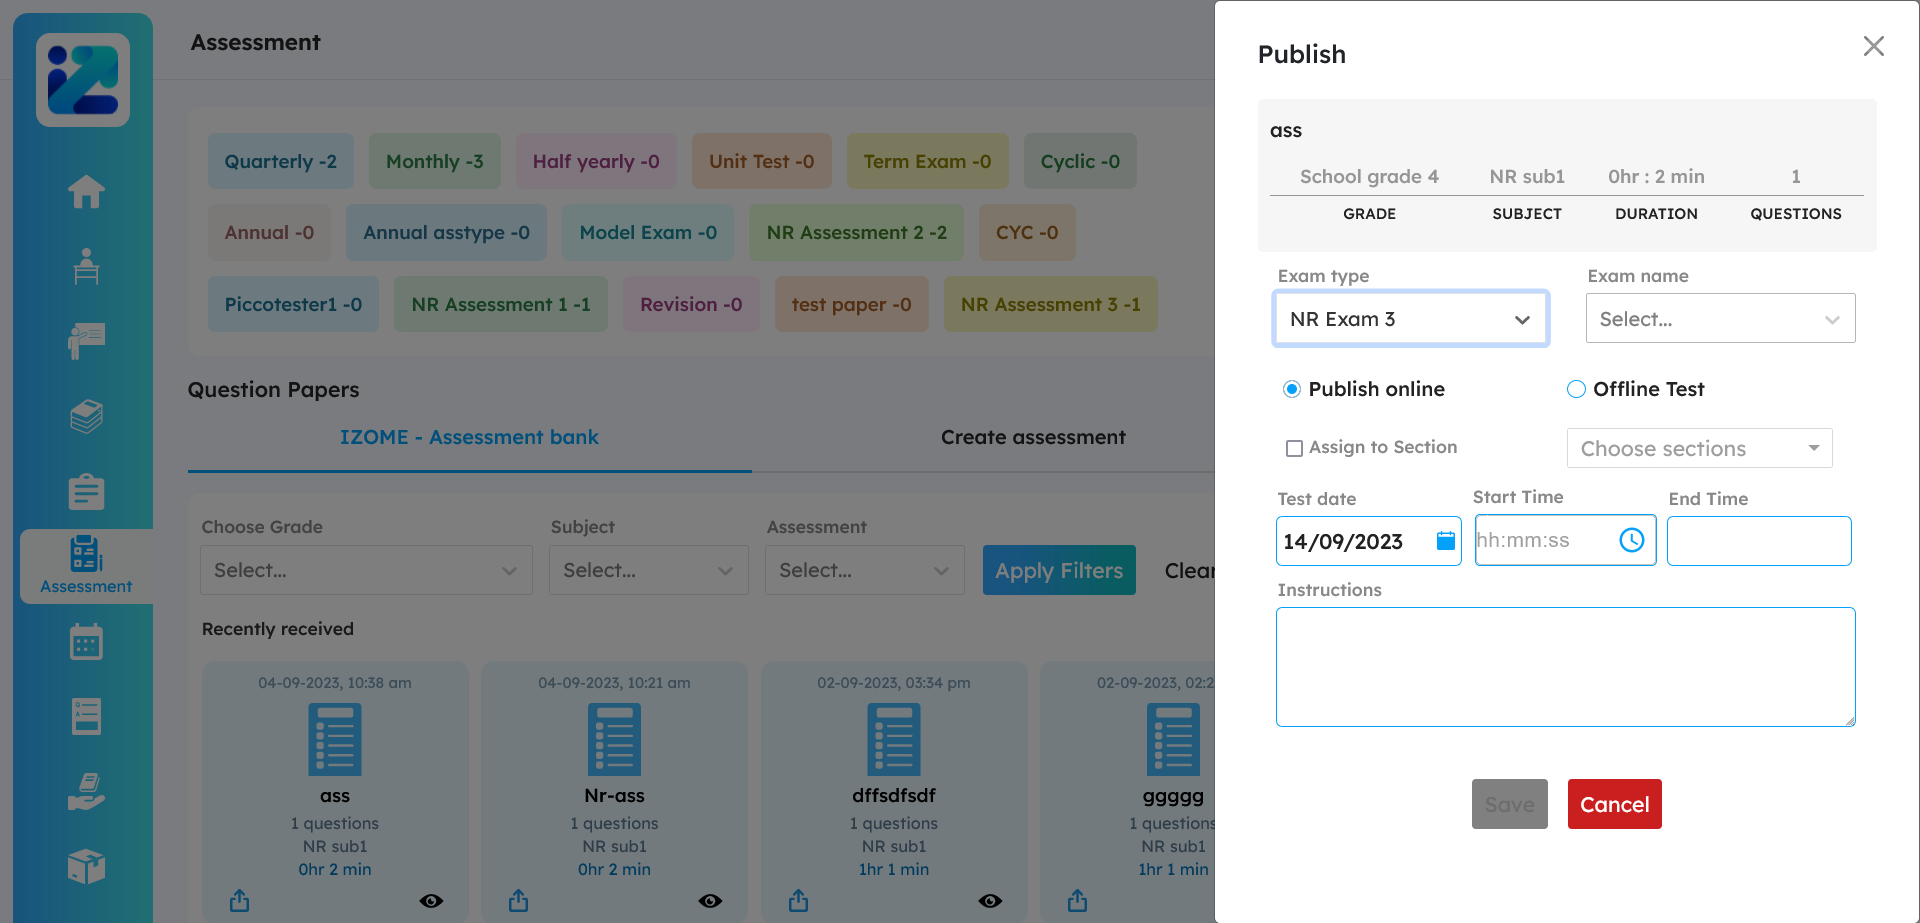 Assessment
Quarterly -2 Monthly -3 Half yearly -0 Unit Test -0 Term Exam -0 Cyclic -0
Annual -0 Annual asstype -0 Model Exam -0 NR Assessment 2 -2 CYC -0
Piccotester1 -0 NR Assessment 1 -1 Revision -0 test paper -0 NR Assessment 3 -1
Question Papers
IZOME - Assessment bank Create assessment
Choose Grade Subject Assessment
Select... Select... Select... Apply Filters Clear
Assessment
Recently received
04-09-2023, 10:38 am 04-09-2023, 10:21 am 02-09-2023, 03:34 pm 02-09-2023, 02:2
ass Nr-ass dffsdfsdf ggggg
1 questions 1 questions 1 questions 1 questions
NR sub1 NR sub1 NR sub1 NR sub1
0hr 2 min 0hr 2 min 1hr 1 min 1hr 1 min
Publish
ass
School grade 4 NR sub1 0hr : 2 min 1
GRADE SUBJECT DURATION QUESTIONS
Exam type Exam name
NR Exam 3 Select...
Publish online Offline Test
Assign to Section Choose sections
Test date Start Time End Time
14/09/2023 hh:mm:ss
Instructions
Save Cancel